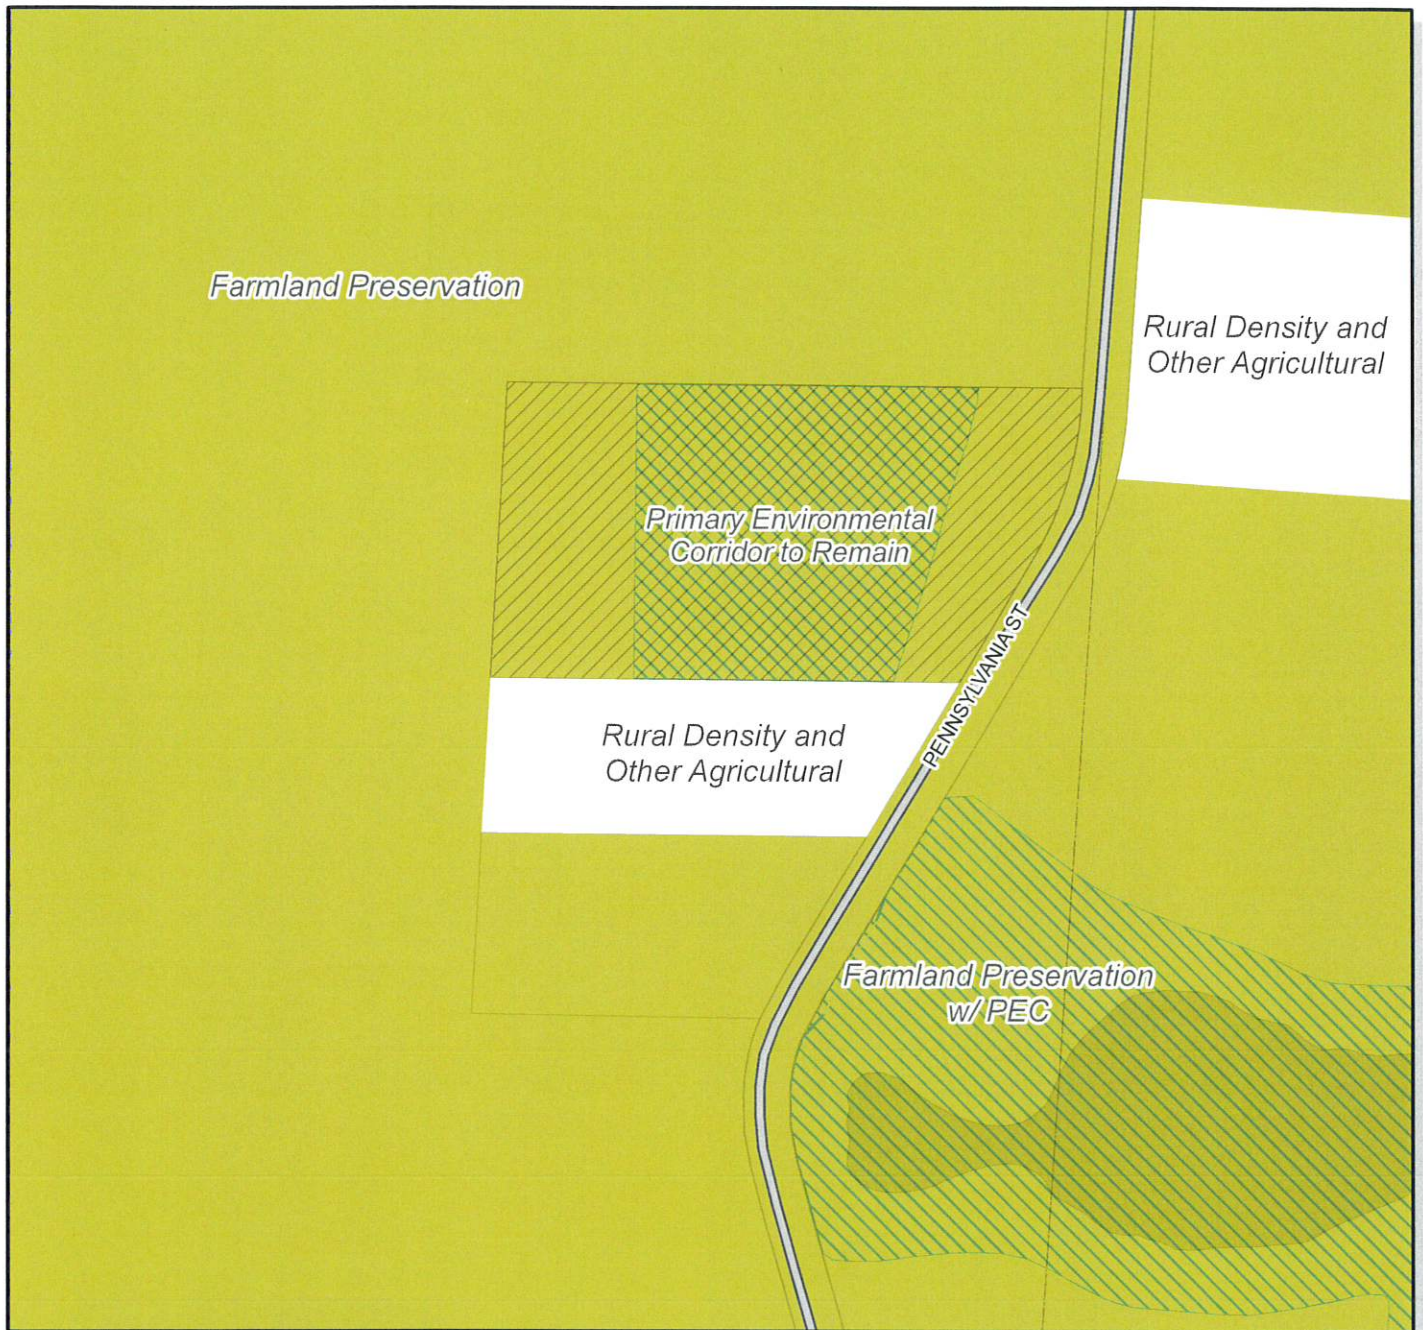 Farmland Preservation
Rural Density and
Other Agricultural
Primary Environmental
Corridor to Remain
PENNSYLVANIA ST
Rural Density and
Other Agricultural
Farmland Preservation
w/ PEC